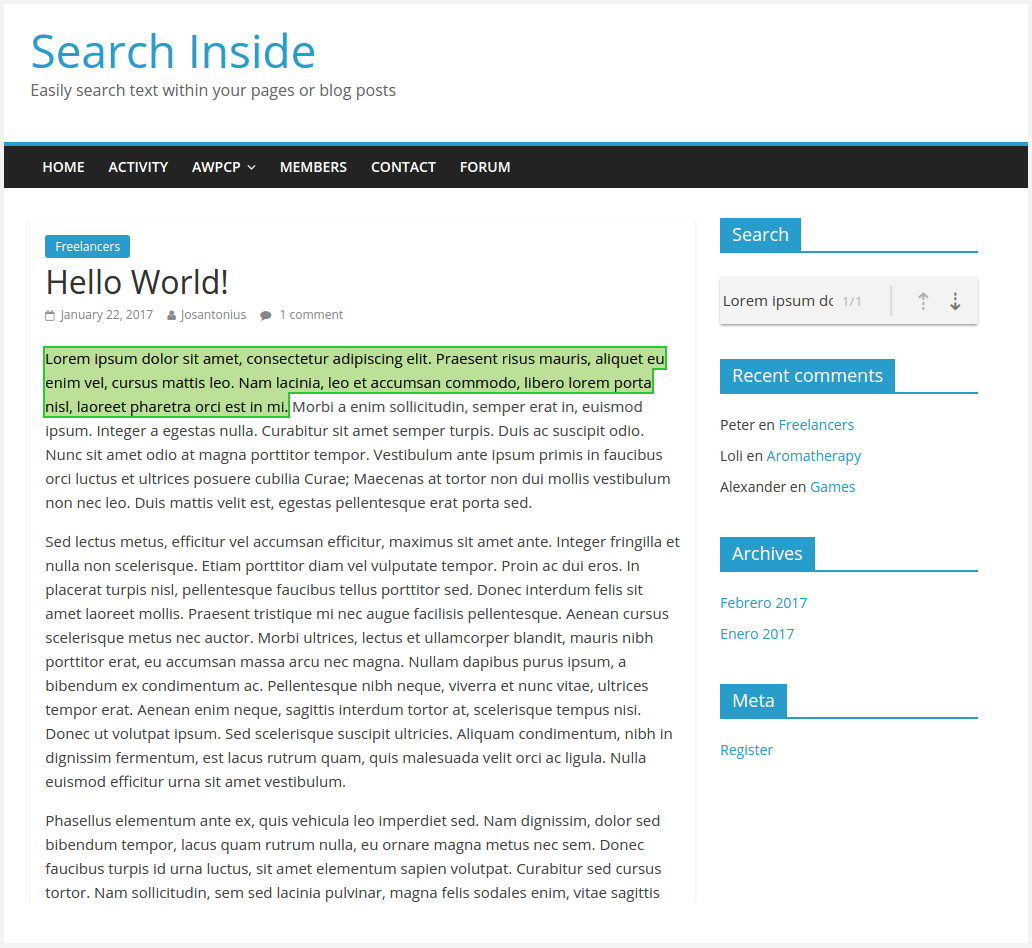 Search Inside
Easily search text within your pages or blog posts
HOME ACTIVITY AWPCP MEMBERS CONTACT FORUM
Freelancers
Hello World!
January 22, 2017 Josantonius 1 comment
Lorem ipsum dolor sit amet, consectetur adipiscing elit. Praesent risus mauris, aliquet eu
enim vel, cursus mattis leo. Nam lacinia, leo et accumsan commodo, libero lorem porta
nisl, laoreet pharetra orci est in mi. Morbi a enim sollicitudin, semper erat in, euismod
ipsum. Integer a egestas nulla. Curabitur sit amet semper turpis. Duis ac suscipit odio.
Nunc sit amet odio at magna porttitor tempor. Vestibulum ante ipsum primis in faucibus
orci luctus et ultrices posuere cubilia Curae; Maecenas at tortor non dui mollis vestibulum
non nec leo. Duis mattis velit est, egestas pellentesque erat porta sed.
Sed lectus metus, efficitur vel accumsan efficitur, maximus sit amet ante. Integer fringilla et
nulla non scelerisque. Etiam porttitor diam vel vulputate tempor. Proin ac dui eros. In
placerat turpis nisl, pellentesque faucibus tellus porttitor sed. Donec interdum felis sit
amet laoreet mollis. Praesent tristique mi nec augue facilisis pellentesque. Aenean cursus
scelerisque metus nec auctor. Morbi ultrices, lectus et ullamcorper blandit, mauris nibh
porttitor erat, eu accumsan massa arcu nec magna. Nullam dapibus purus ipsum, a
bibendum ex condimentum ac. Pellentesque nibh neque, viverra et nunc vitae, ultrices
tempor erat. Aenean enim neque, sagittis interdum tortor at, scelerisque tempus nisi.
Donec ut volutpat ipsum. Sed scelerisque suscipit ultricies. Aliquam condimentum, nibh in
dignissim fermentum, est lacus rutrum quam, quis malesuada velit orci ac ligula. Nulla
euismod efficitur urna sit amet vestibulum.
Phasellus elementum ante ex, quis vehicula leo imperdiet sed. Nam dignissim, dolor sed
bibendum tempor, lacus quam rutrum nulla, eu ornare magna metus nec sem. Donec
faucibus turpis id urna luctus, sit amet elementum sapien volutpat. Curabitur sed cursus
tortor. Nam sollicitudin, sem sed lacinia pulvinar, magna felis sodales enim, vitae sagittis
Search
Lorem ipsum do 1/1
Recent comments
Peter en Freelancers
Loli en Aromatherapy
Alexander en Games
Archives
Febrero 2017
Enero 2017
Meta
Register